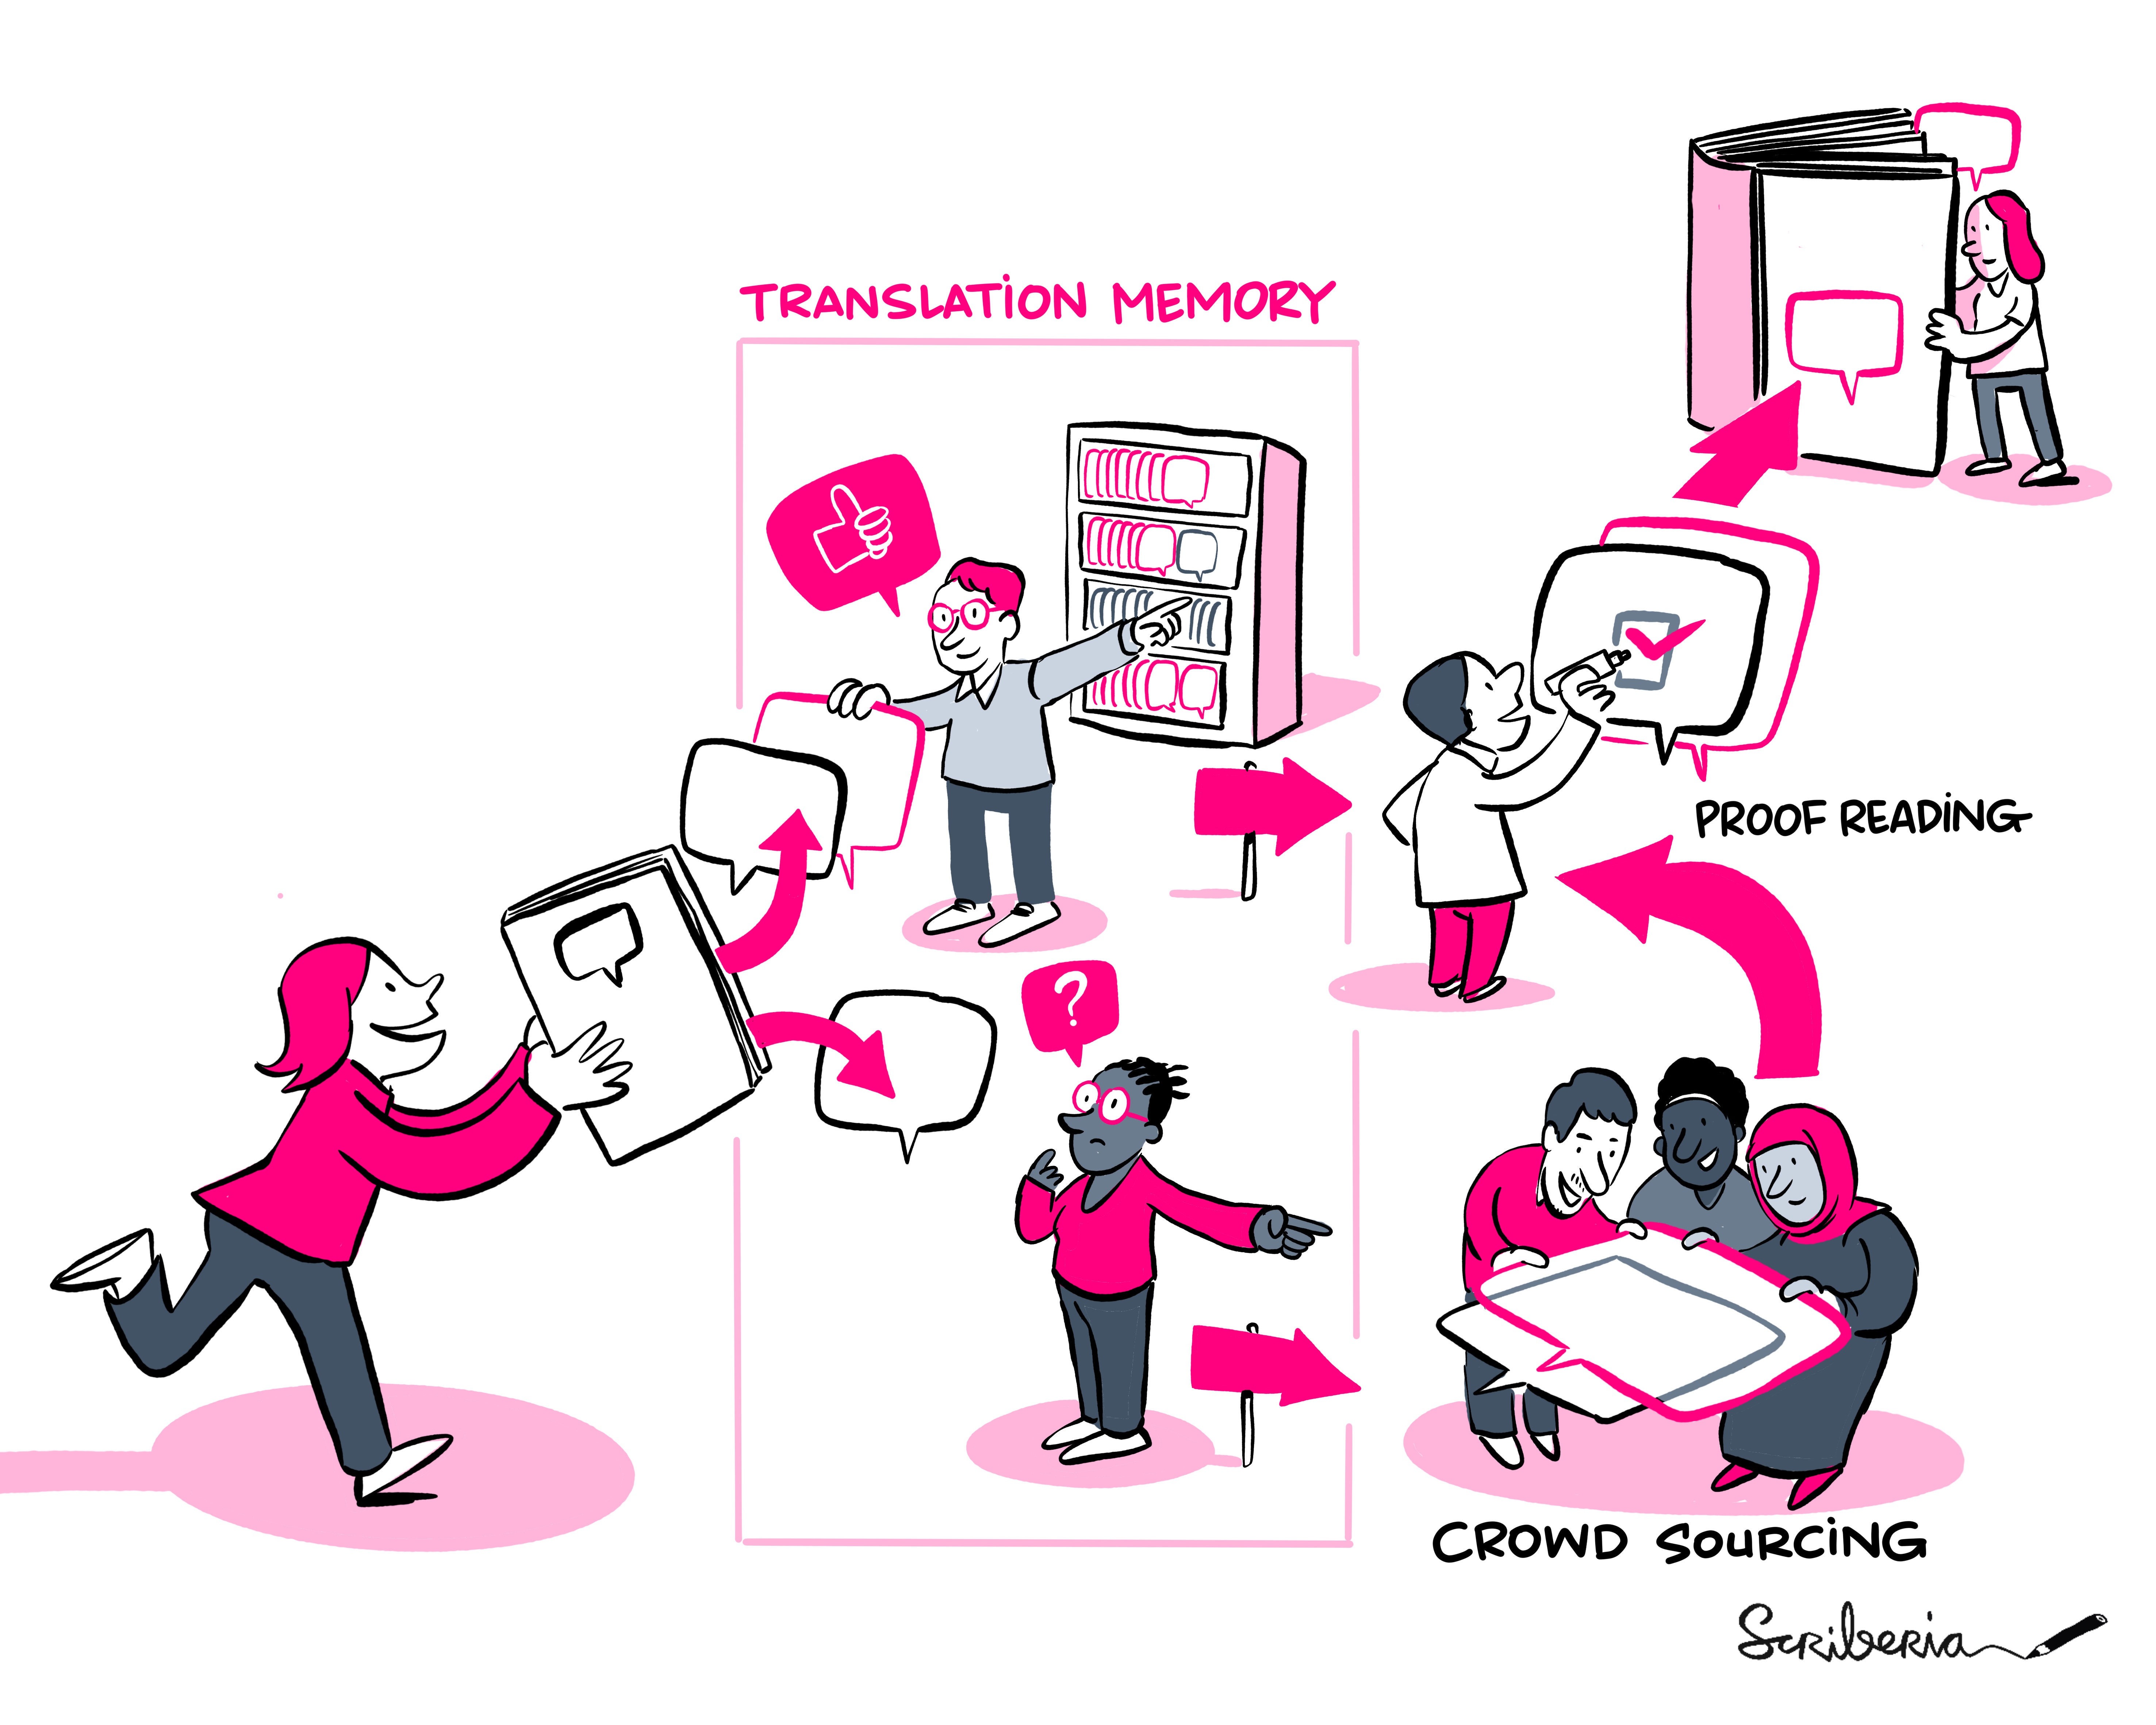 TRANSLATION MEMORY
?
PROOF READING
CROWD SOURCING
Scriberia